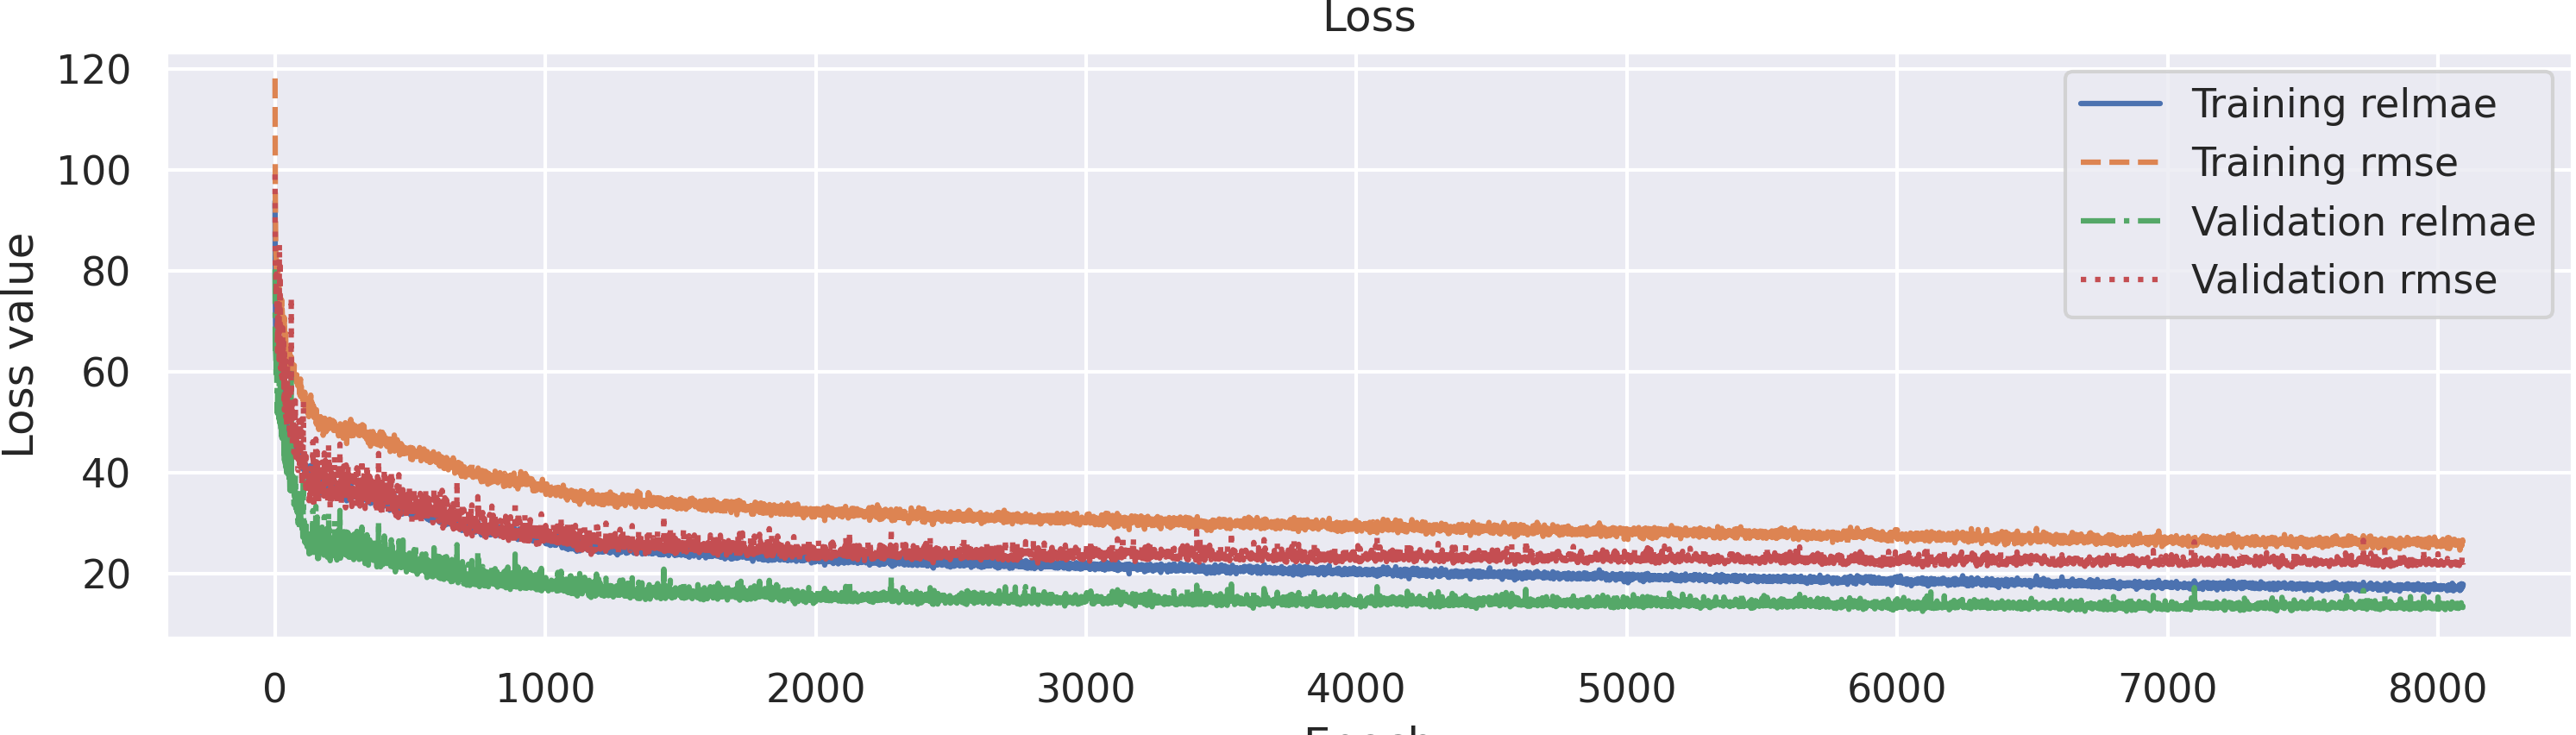 Loss
Loss value
120
100
80
60
40
20
0 1000 2000 3000 4000 5000 6000 7000 8000
Training relmae
Training rmse
Validation relmae
Validation rmse
Epoch